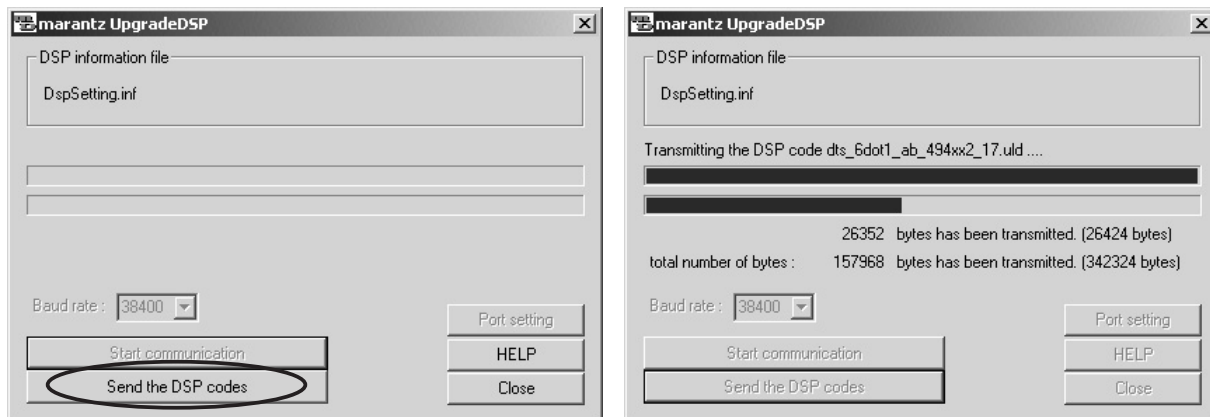 marantz UpgradeDSP
DSP information file
DspSetting.inf
Baud rate : 38400
Port setting
Start communication
HELP
Send the DSP codes
Close
marantz UpgradeDSP
DSP information file
DspSetting.inf
Transmitting the DSP code dts_6dot1_ab_494xx2_17.uld ....
26352 bytes has been transmitted. (26424 bytes)
total number of bytes : 157968 bytes has been transmitted. (342324 bytes)
Baud rate : 38400
Port setting
Start communication
HELP
Send the DSP codes
Close